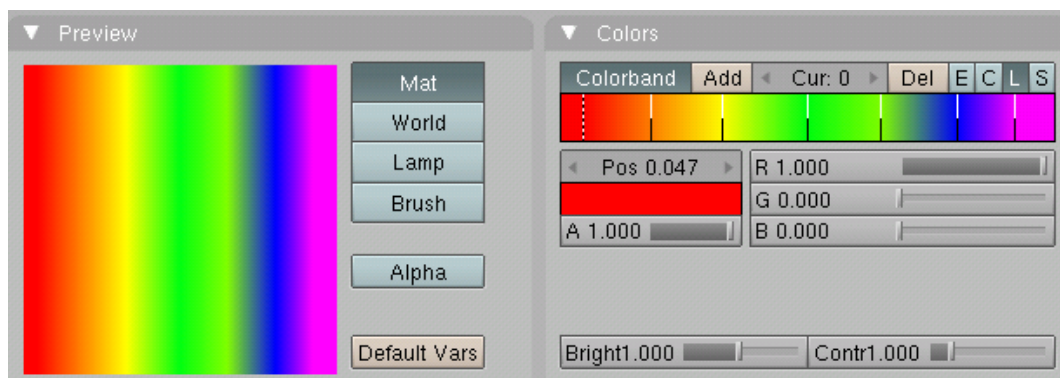 Preview
Mat
World
Lamp
Brush
Alpha
Default Vars
Colors
Colorband Add Cur: 0 Del E C L S
Pos 0.047
A 1.000
R 1.000
G 0.000
B 0.000
Bright1.000 Contr1.000